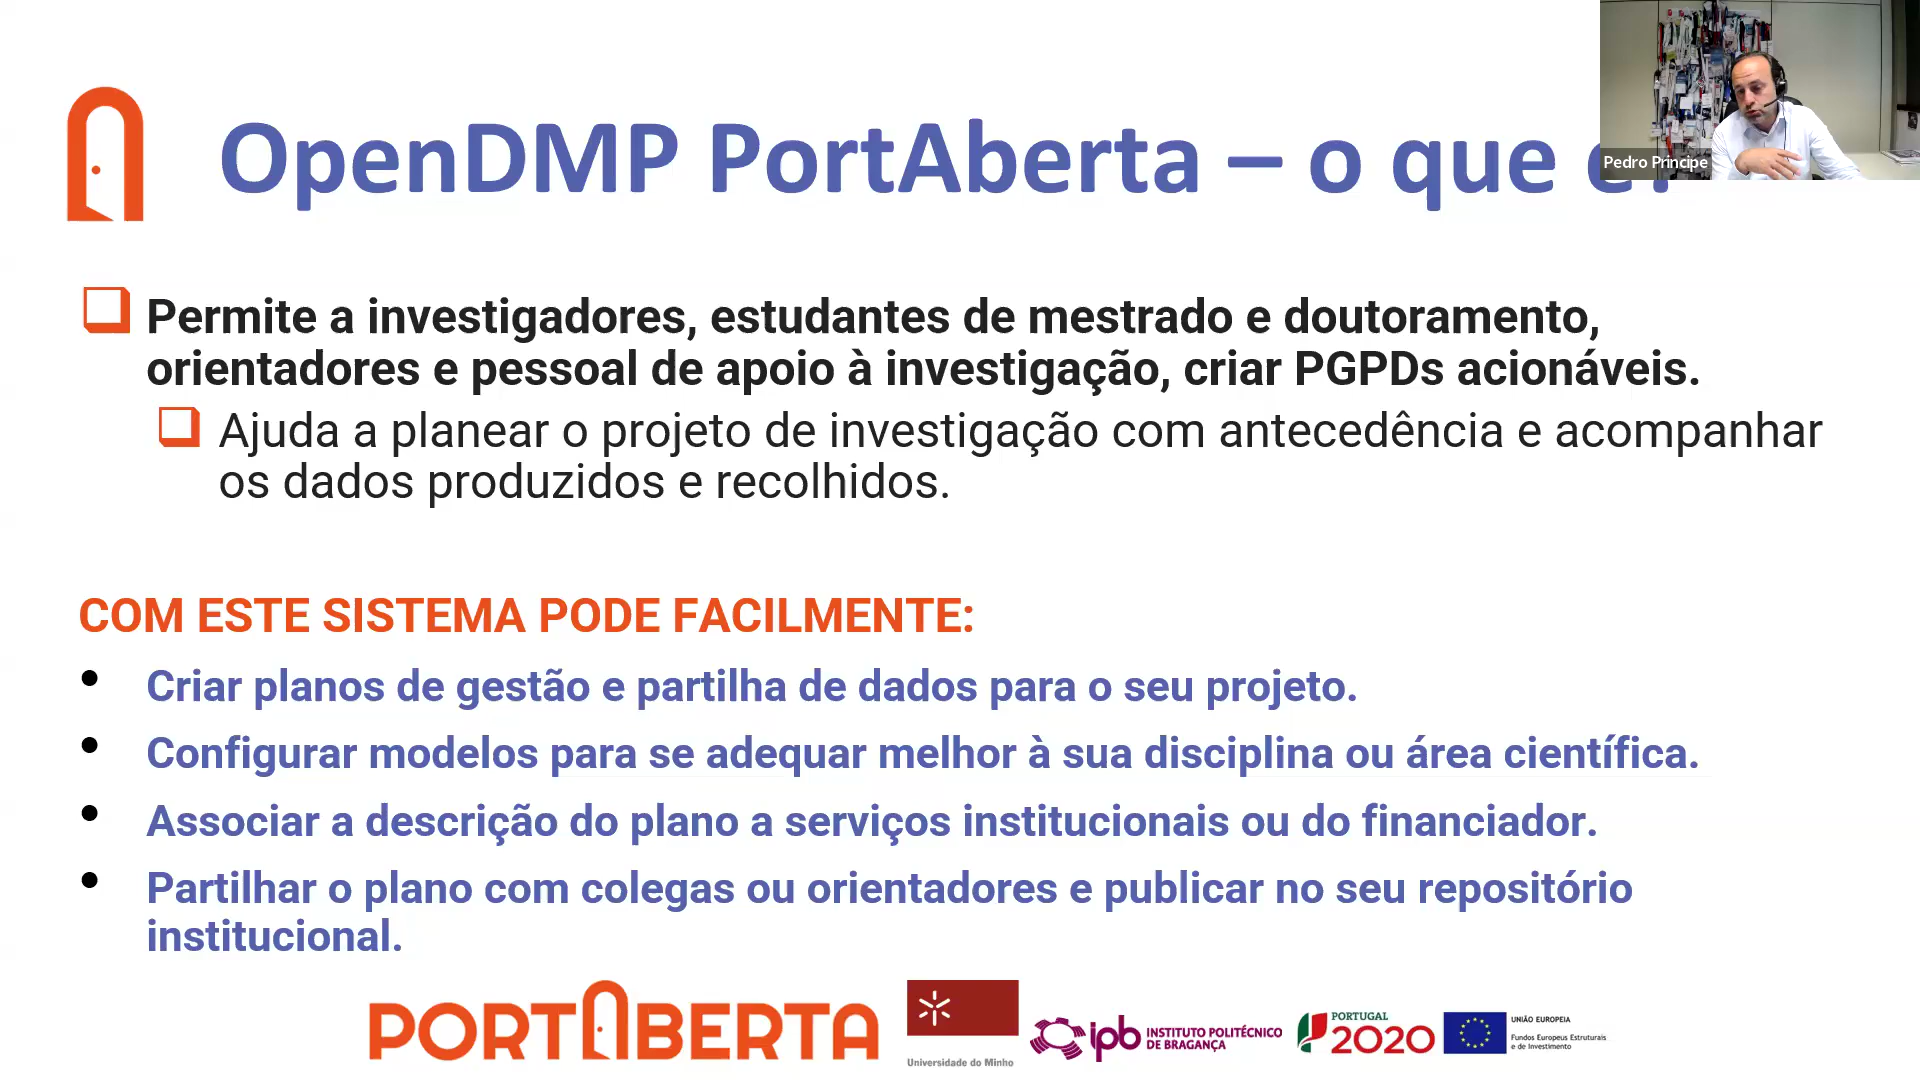 OpenDMP PortAberta – o que é?
Pedro Principe
Permite a investigadores, estudantes de mestrado e doutoramento,
orientadores e pessoal de apoio à investigação, criar PGPDs acionáveis.
Ajuda a planear o projeto de investigação com antecedência e acompanhar
os dados produzidos e recolhidos.
COM ESTE SISTEMA PODE FACILMENTE:
Criar planos de gestão e partilha de dados para o seu projeto.
Configurar modelos para se adequar melhor à sua disciplina ou área científica.
Associar a descrição do plano a serviços institucionais ou do financiador.
Partilhar o plano com colegas ou orientadores e publicar no seu repositório
institucional.
PORTABERTA
Universidade do Minho
ipb INSTITUTO POLITÉCNICO
DE BRAGANÇA
PORTUGAL
2020
UNIÃO EUROPEIA
Fundos Europeus Estruturais
e de Investimento